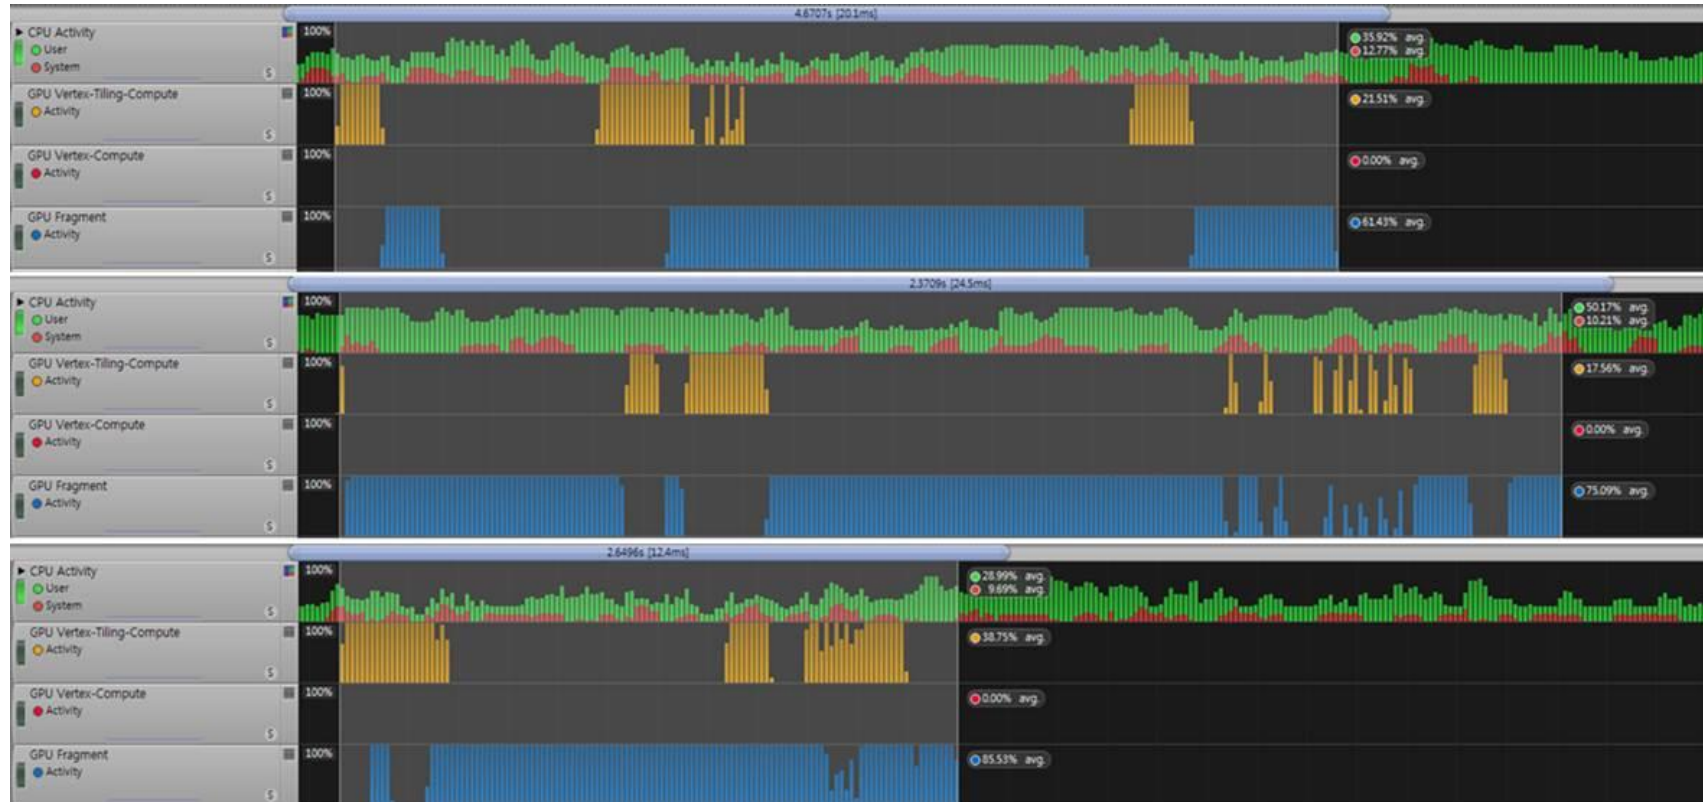 4.6707s [20.1ms]
CPU Activity
100%
User
35.92% avg.
System
12.77% avg.
S
GPU Vertex-Tiling-Compute
100%
Activity
21.51% avg.
S
GPU Vertex-Compute
100%
Activity
0.00% avg.
S
GPU Fragment
100%
Activity
61.43% avg.
S
2.3709s [24.5ms]
CPU Activity
100%
User
50.17% avg.
System
10.21% avg.
S
GPU Vertex-Tiling-Compute
100%
Activity
17.56% avg.
S
GPU Vertex-Compute
100%
Activity
0.00% avg.
S
GPU Fragment
100%
Activity
75.09% avg.
S
2.6496s [12.4ms]
CPU Activity
100%
User
28.99% avg.
System
9.69% avg.
S
GPU Vertex-Tiling-Compute
100%
Activity
38.75% avg.
S
GPU Vertex-Compute
100%
Activity
0.00% avg.
S
GPU Fragment
100%
Activity
85.53% avg.
S